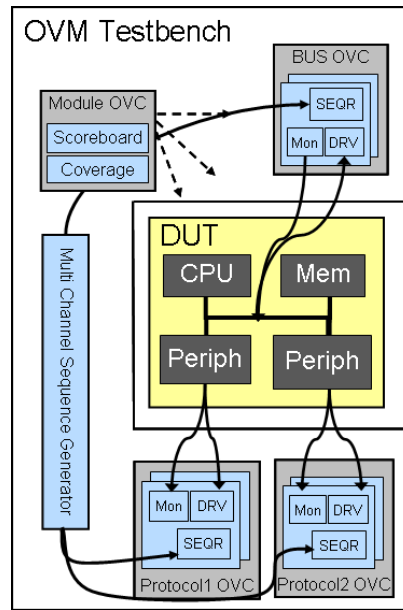 OVM Testbench
BUS OVC
SEQR
Mon
DRV
Module OVC
Scoreboard
Coverage
Multi Channel Sequence Generator
DUT
CPU
Mem
Periph
Periph
Mon
DRV
SEQR
Protocol1 OVC
Mon
DRV
SEQR
Protocol2 OVC